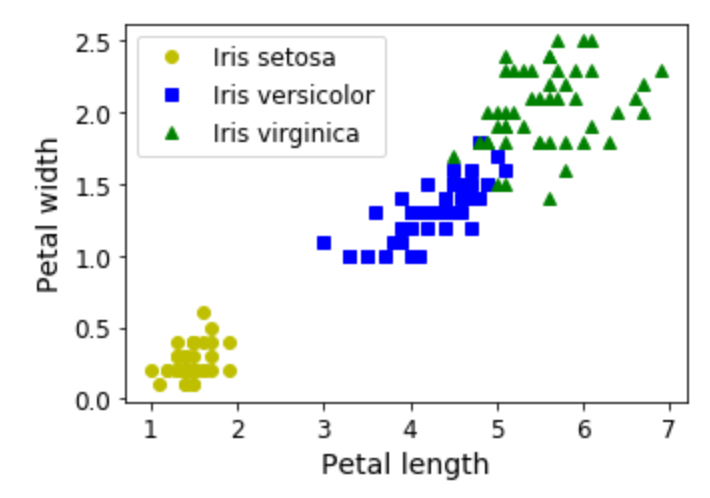 2.5
2.0
1.5
1.0
0.5
0.0
Petal width
Iris setosa
Iris versicolor
Iris virginica
1 2 3 4 5 6 7
Petal length